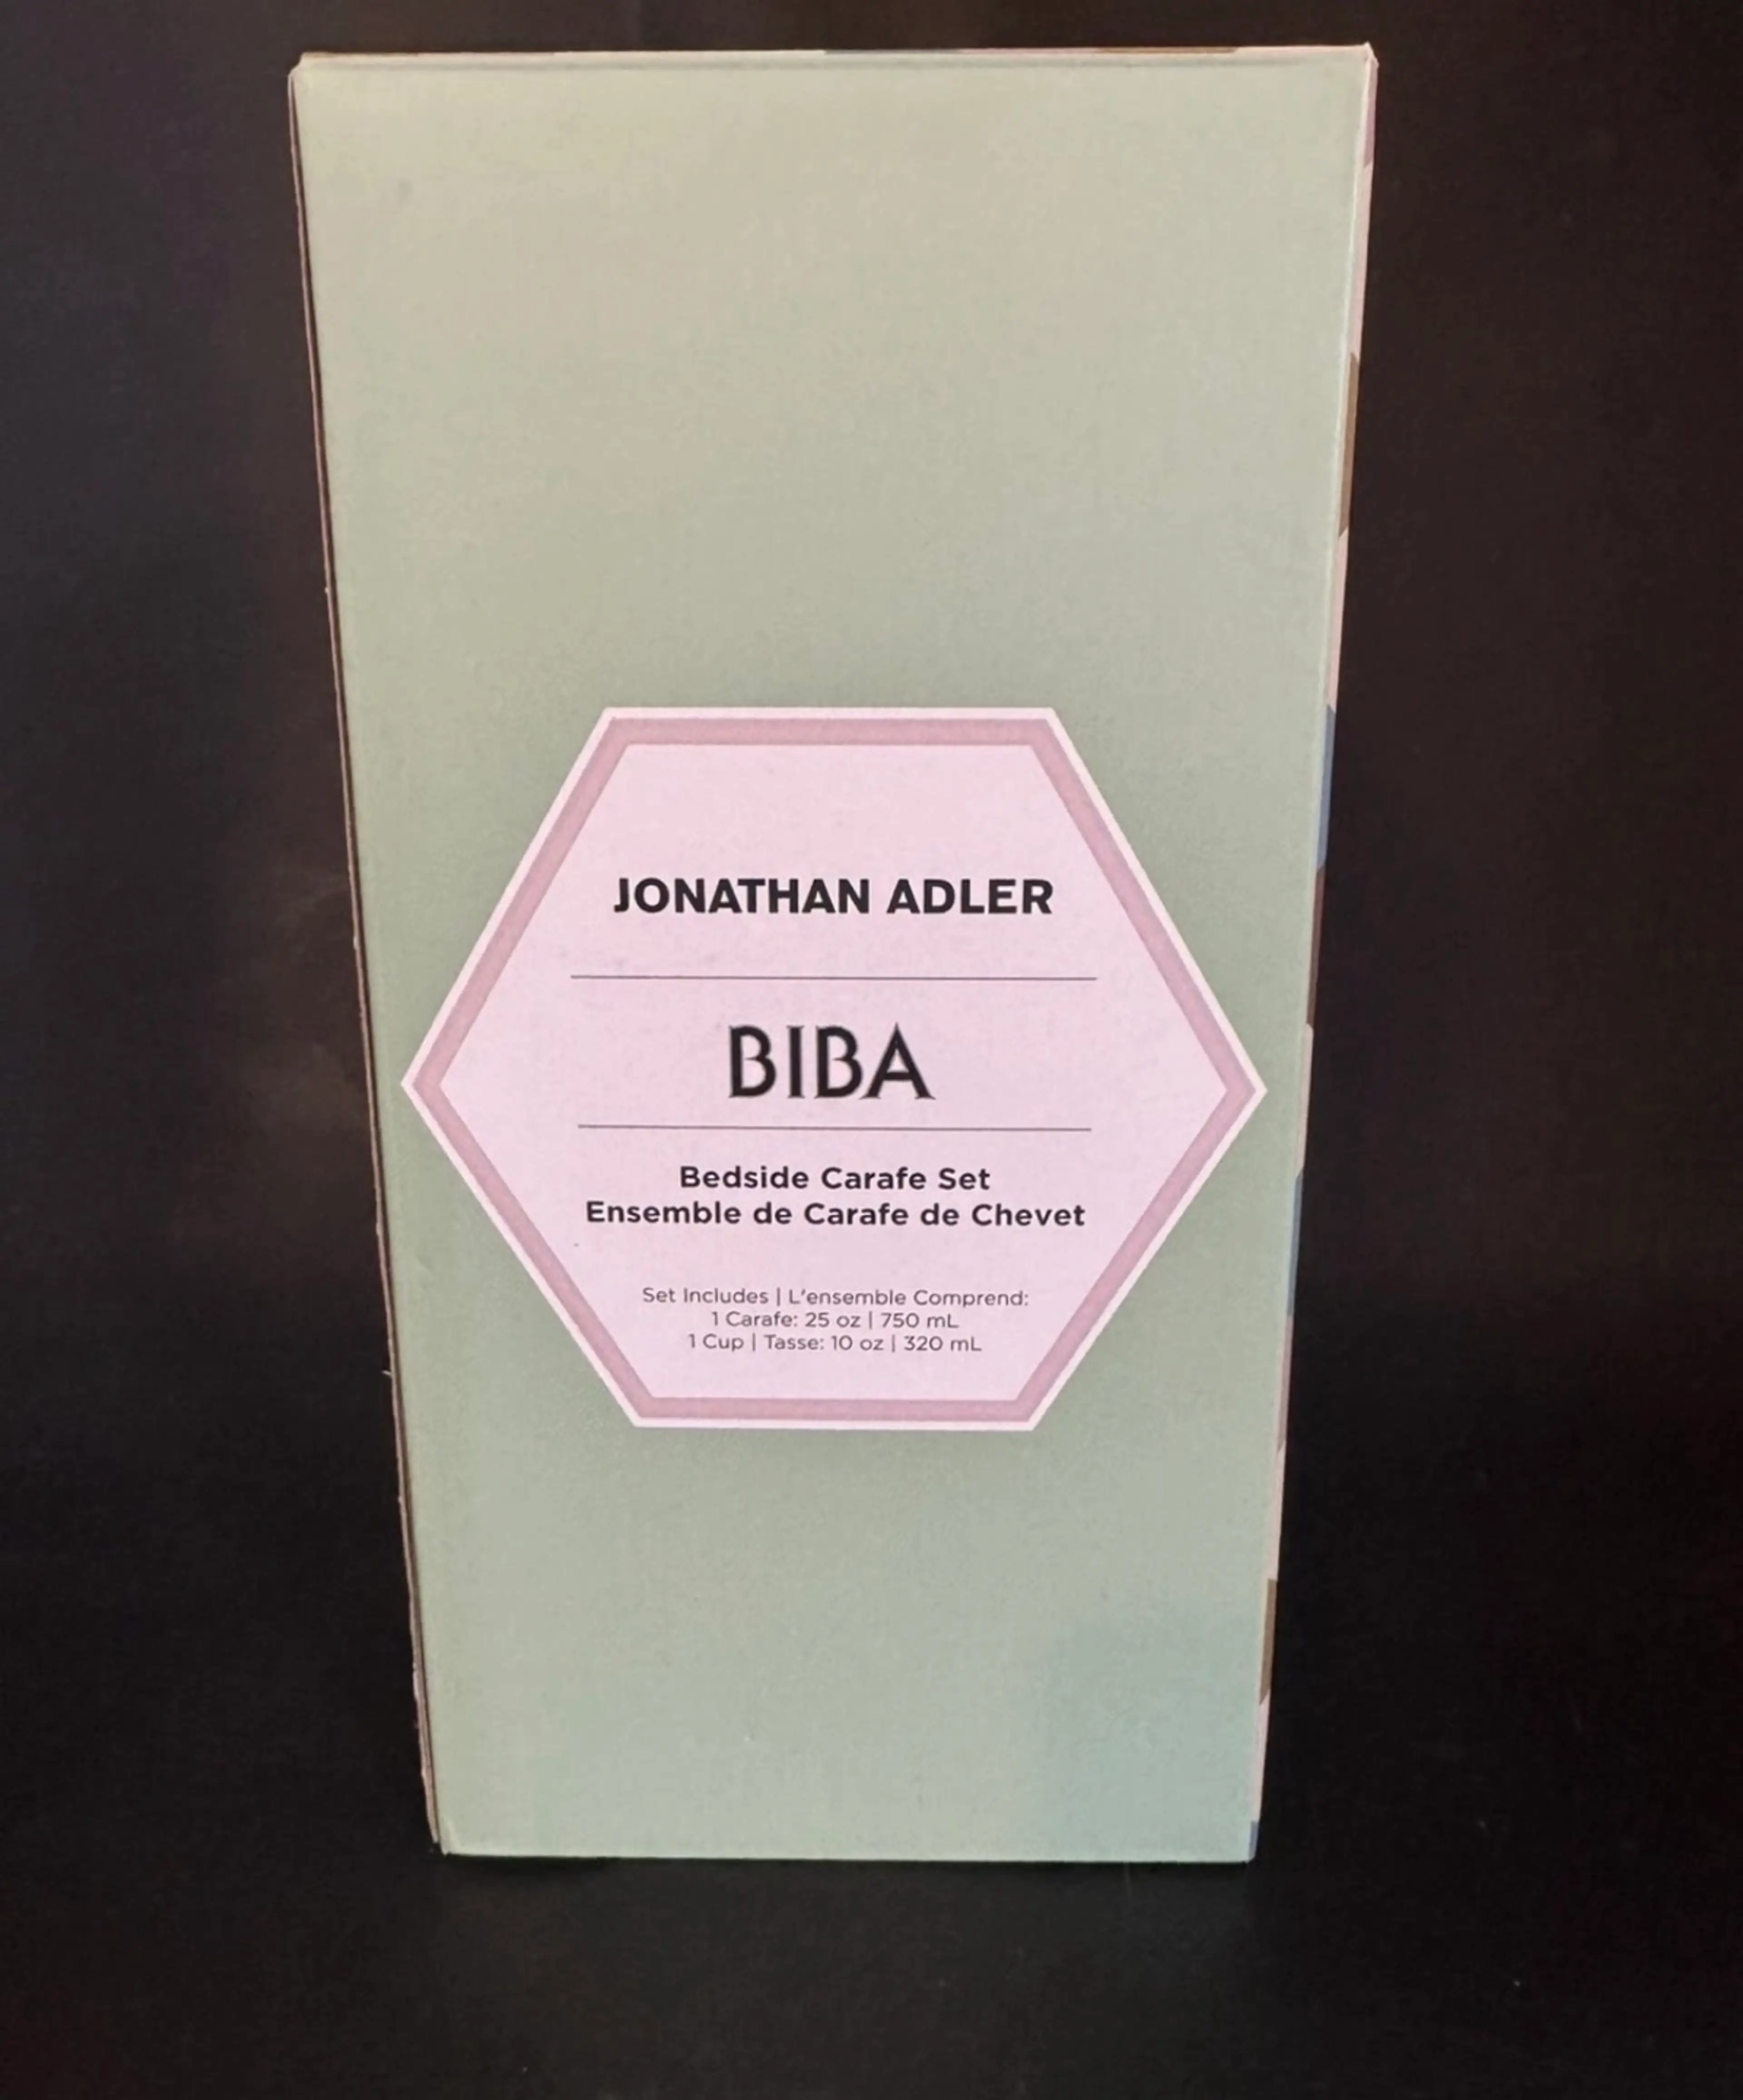 JONATHAN ADLER
BIBA
Bedside Carafe Set
Ensemble de Carafe de Chevet
Set Includes | L'ensemble Comprend:
1 Carafe: 25 oz | 750 mL
1 Cup | Tasse: 10 oz | 320 mL